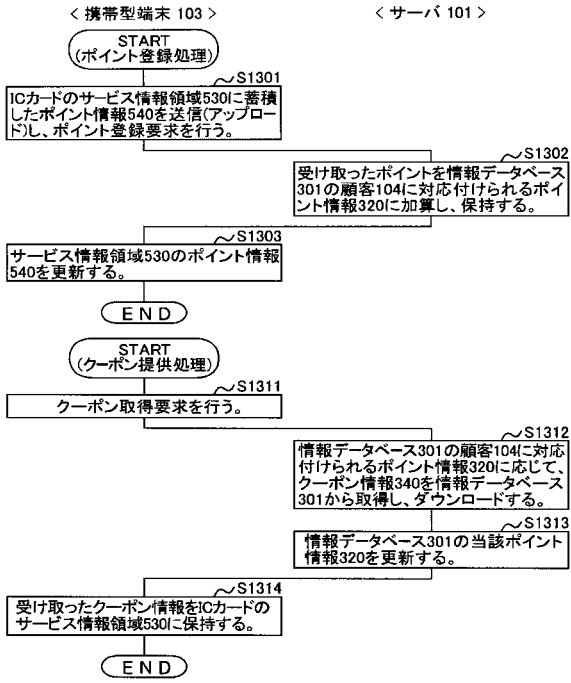 < 携帯型端末 103 >
< サーバ 101 >
START
(ポイント登録処理)
S1301
ICカードのサービス情報領域530に蓄積
したポイント情報540を送信(アップロー
ド)し、ポイント登録要求を行う。
S1302
受け取ったポイントを情報データベース
301の顧客104に対応付けられるポイ
ント情報320に加算し、保持する。
S1303
サービス情報領域530のポイント情報
540を更新する。
END
START
(クーポン提供処理)
S1311
クーポン取得要求を行う。
S1312
情報データベース301の顧客104に対応
付けられるポイント情報320に応じて、
クーポン情報340を情報データベース
301から取得し、ダウンロードする。
S1313
情報データベース301の当該ポイント
情報320を更新する。
S1314
受け取ったクーポン情報をICカードの
サービス情報領域530に保持する。
END